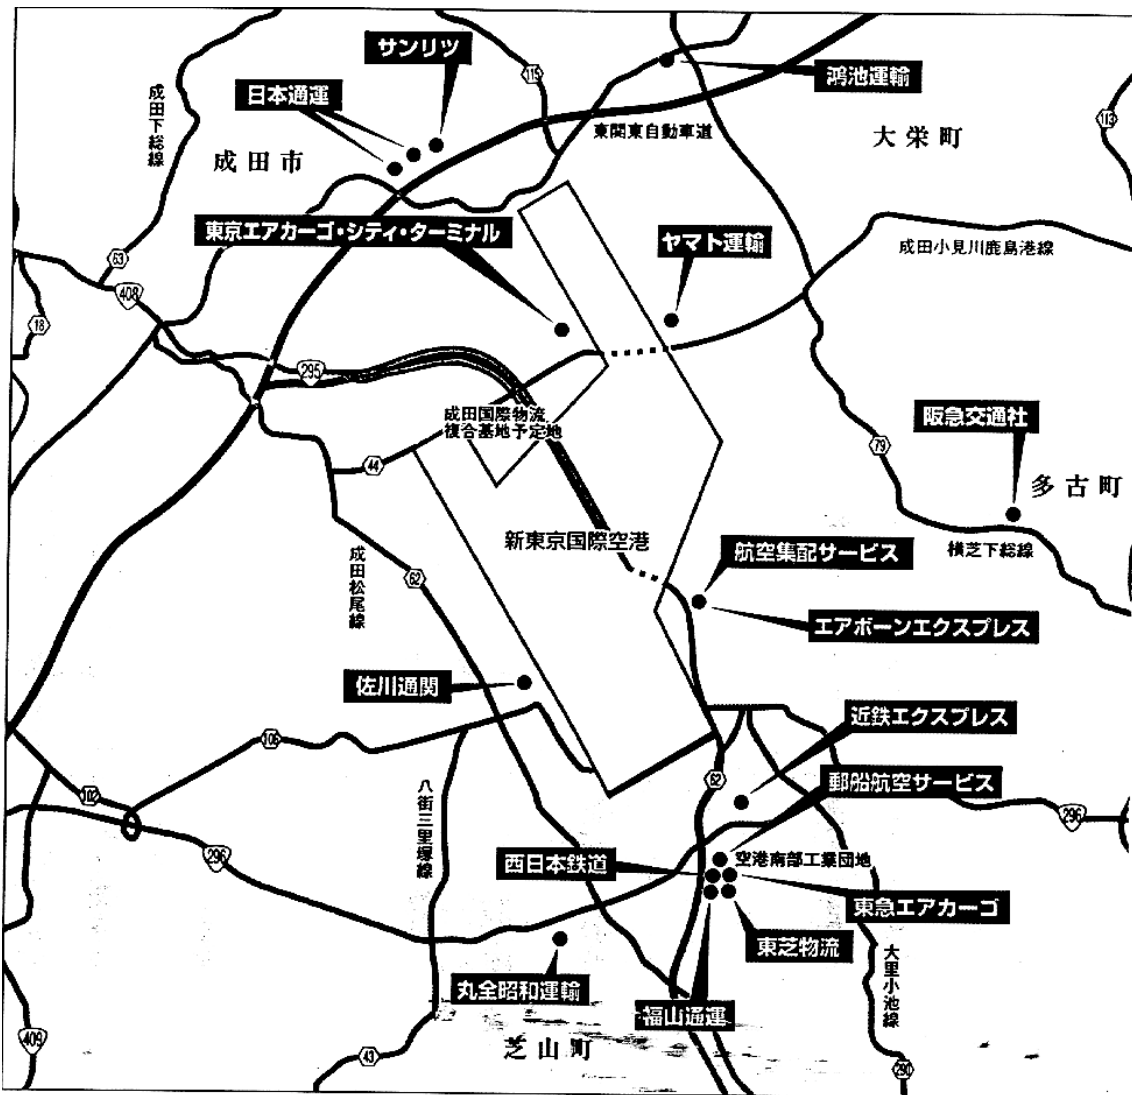 サンリツ
鴻池運輸
115
成田下総線
日本通運
113
東関東自動車道
大栄町
成田市
東京エアカーゴ・シティ・ターミナル
ヤマト運輸
成田小見川鹿島港線
63
408
18
295
成田国際物流
複合基地予定地
阪急交通社
79
44
多古町
新東京国際空港
航空集配サービス
横芝下総線
成田松尾線
62
エアボーンエクスプレス
佐川通関
近鉄エクスプレス
106
62
郵船航空サービス
102
八街三里塚線
296
296
西日本鉄道
空港南部工業団地
東急エアカーゴ
東芝物流
丸全昭和運輸
大里小池線
福山通運
409
芝山町
43
290